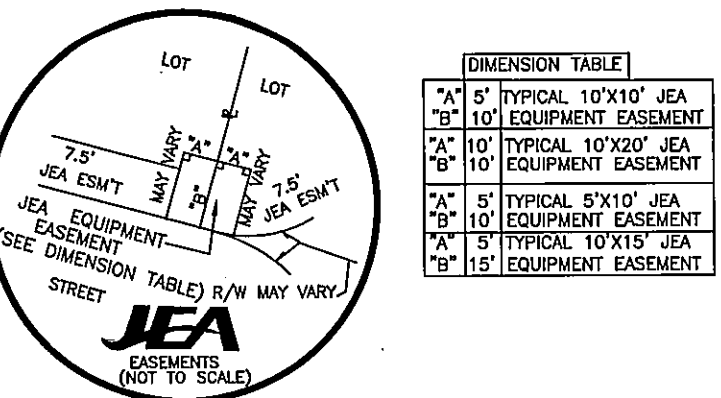 LOT
LOT
"A" "A"
7.5'
JEA ESM'T
MAY VARY
"B"
MAY VARY
7.5'
JEA ESM'T
JEA EQUIPMENT
EASEMENT
(SEE DIMENSION TABLE)
R/W MAY VARY
STREET
JEA
EASEMENTS
(NOT TO SCALE)
DIMENSION TABLE
"A" 5' TYPICAL 10'X10' JEA
"B" 10' EQUIPMENT EASEMENT
"A" 10' TYPICAL 10'X20' JEA
"B" 10' EQUIPMENT EASEMENT
"A" 5' TYPICAL 5'X10' JEA
"B" 10' EQUIPMENT EASEMENT
"A" 5' TYPICAL 10'X15' JEA
"B" 15' EQUIPMENT EASEMENT